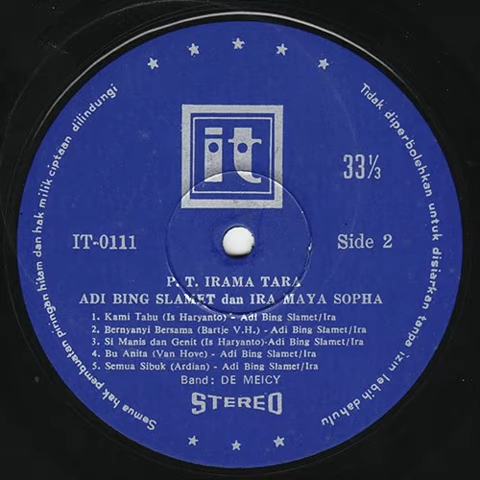 Semua hak pembuatan piringan hitam dan hak milik ciptaan dilindungi
Tidak diperbolehkan untuk disiarkan tanpa izin lebih dahulu
it
33⅓
IT-0111
Side 2
P. T. IRAMA TARA
ADI BING SLAMET dan IRA MAYA SOPHA
1. Kami Tahu (Is Haryanto) - Adi Bing Slamet/Ira
2. Bernyanyi Bersama (Bartje V.H.) - Adi Bing Slamet/Ira
3. Si Manis dan Genit (Is Haryanto)-Adi Bing Slamet/Ira
4. Bu Anita (Van Hove) - Adi Bing Slamet/Ira
5. Semua Sibuk (Ardian) - Adi Bing Slamet/Ira
Band: DE MEICY
STEREO